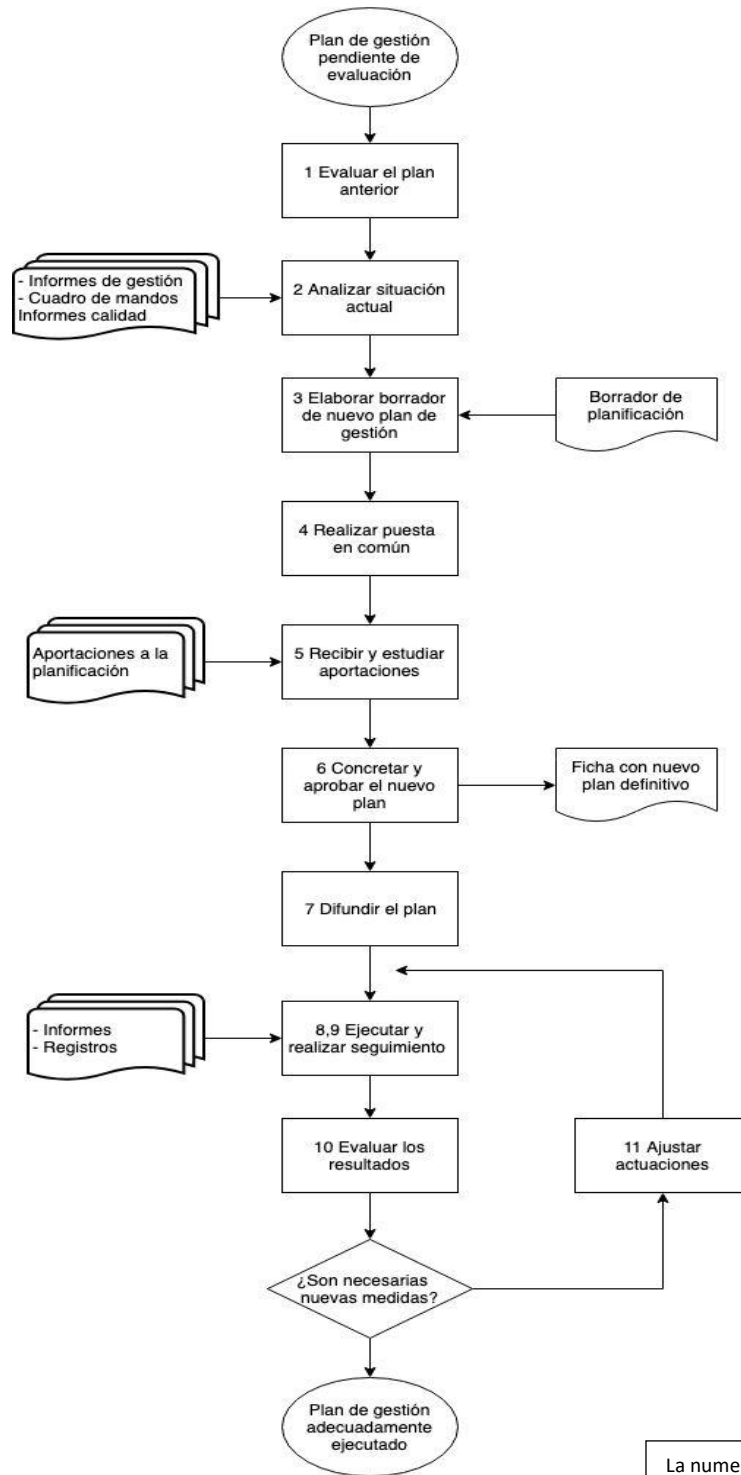 Plan de gestión
pendiente de
evaluación
1 Evaluar el plan
anterior
- Informes de gestión
- Cuadro de mandos
Informes calidad
2 Analizar situación
actual
3 Elaborar borrador
de nuevo plan de
gestión
Borrador de
planificación
4 Realizar puesta
en común
Aportaciones a la
planificación
5 Recibir y estudiar
aportaciones
6 Concretar y
aprobar el nuevo
plan
Ficha con nuevo
plan definitivo
7 Difundir el plan
- Informes
- Registros
8,9 Ejecutar y
realizar seguimiento
10 Evaluar los
resultados
11 Ajustar
actuaciones
¿Son necesarias
nuevas medidas?
Plan de gestión
adecuadamente
ejecutado
La nume